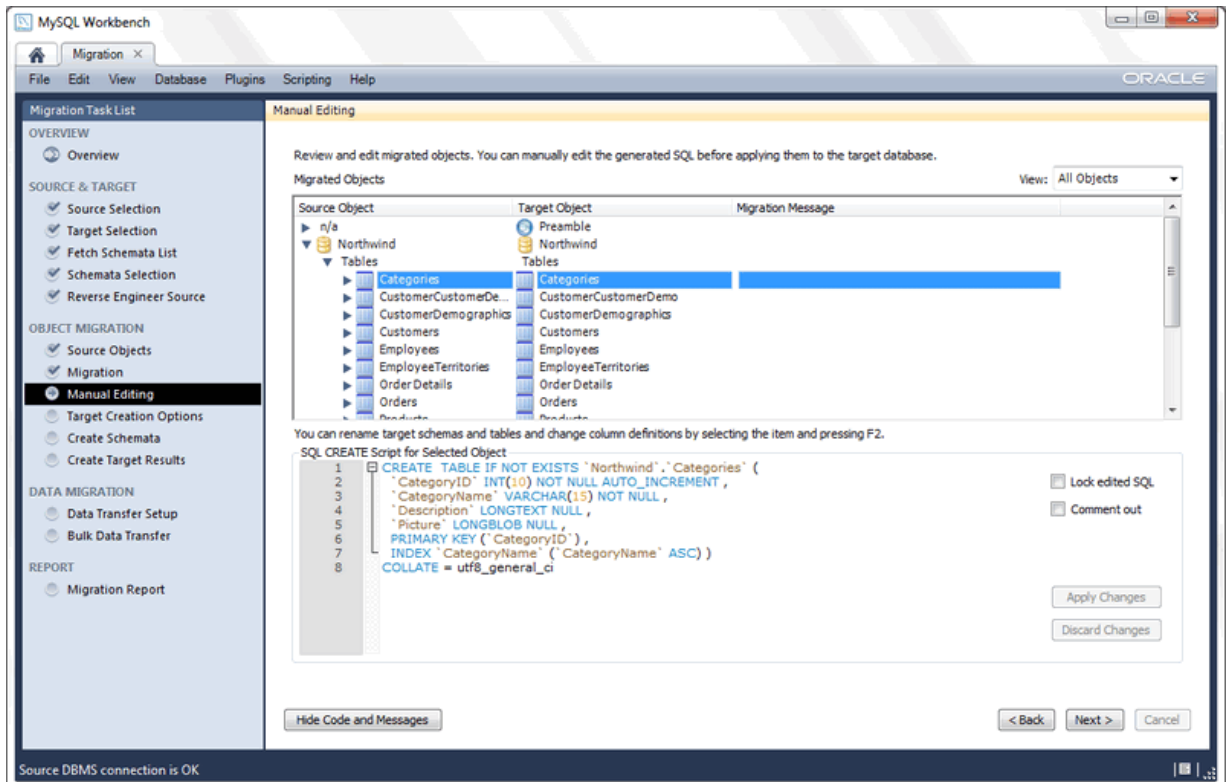 MySQL Workbench
Migration
File Edit View Database Plugins Scripting Help
ORACLE
Migration Task List
OVERVIEW
Overview
SOURCE & TARGET
Source Selection
Target Selection
Fetch Schemata List
Schemata Selection
Reverse Engineer Source
OBJECT MIGRATION
Source Objects
Migration
Manual Editing
Target Creation Options
Create Schemata
Create Target Results
DATA MIGRATION
Data Transfer Setup
Bulk Data Transfer
REPORT
Migration Report
Manual Editing
Review and edit migrated objects. You can manually edit the generated SQL before applying them to the target database.
Migrated Objects
View: All Objects
Source Object Target Object Migration Message
n/a Preamble
Northwind Northwind
Tables Tables
Categories Categories
CustomerCustomerDe... CustomerCustomerDemo
CustomerDemographics CustomerDemographics
Customers Customers
Employees Employees
EmployeeTerritories EmployeeTerritories
Order Details Order Details
Orders Orders
Products Products
You can rename target schemas and tables and change column definitions by selecting the item and pressing F2.
SQL CREATE Script for Selected Object
1 CREATE TABLE IF NOT EXISTS `Northwind`.`Categories` (
2 `CategoryID` INT(10) NOT NULL AUTO_INCREMENT ,
3 `CategoryName` VARCHAR(15) NOT NULL ,
4 `Description` LONGTEXT NULL ,
5 `Picture` LONGBLOB NULL ,
6 PRIMARY KEY (`CategoryID`) ,
7 INDEX `CategoryName` (`CategoryName` ASC) )
8 COLLATE = utf8_general_ci
Lock edited SQL
Comment out
Apply Changes
Discard Changes
Hide Code and Messages
< Back Next > Cancel
Source DBMS connection is OK